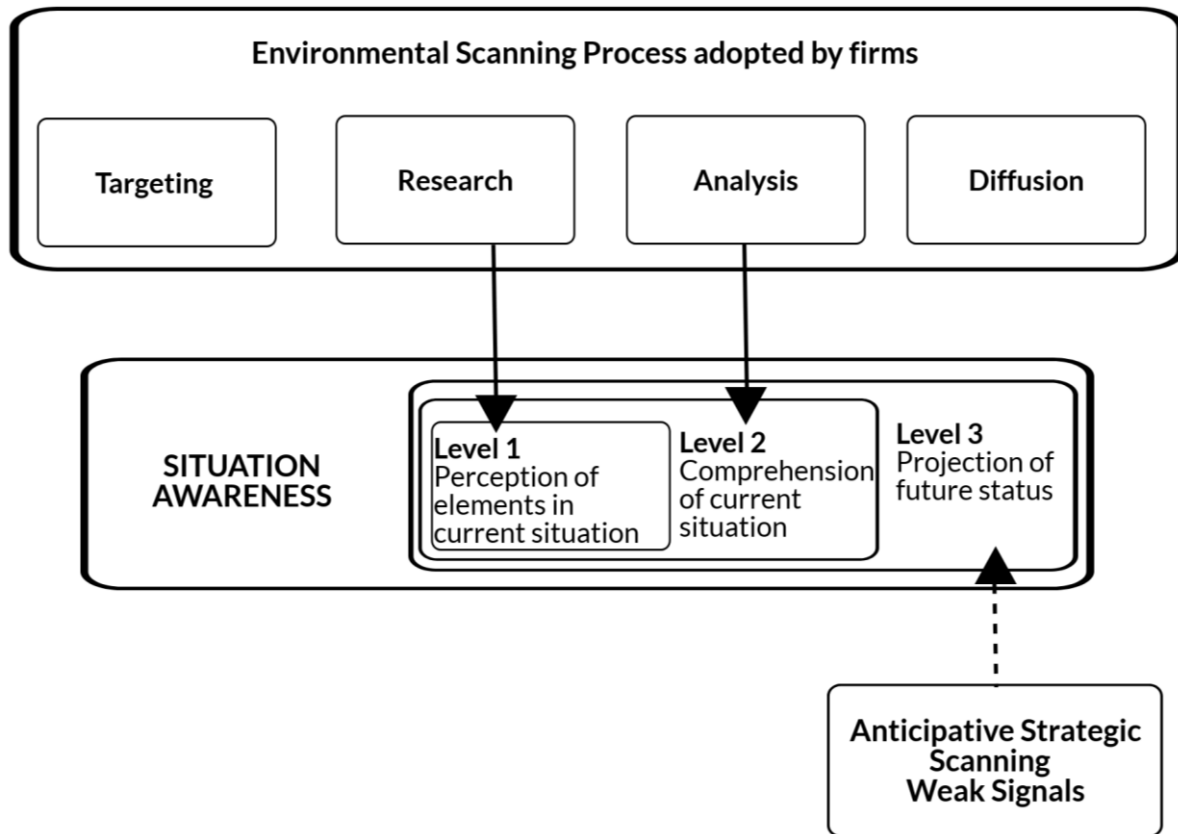 Environmental Scanning Process adopted by firms
Targeting
Research
Analysis
Diffusion
SITUATION
AWARENESS
Level 1
Perception of
elements in
current situation
Level 2
Comprehension
of current
situation
Level 3
Projection of
future status
Anticipative Strategic
Scanning
Weak Signals